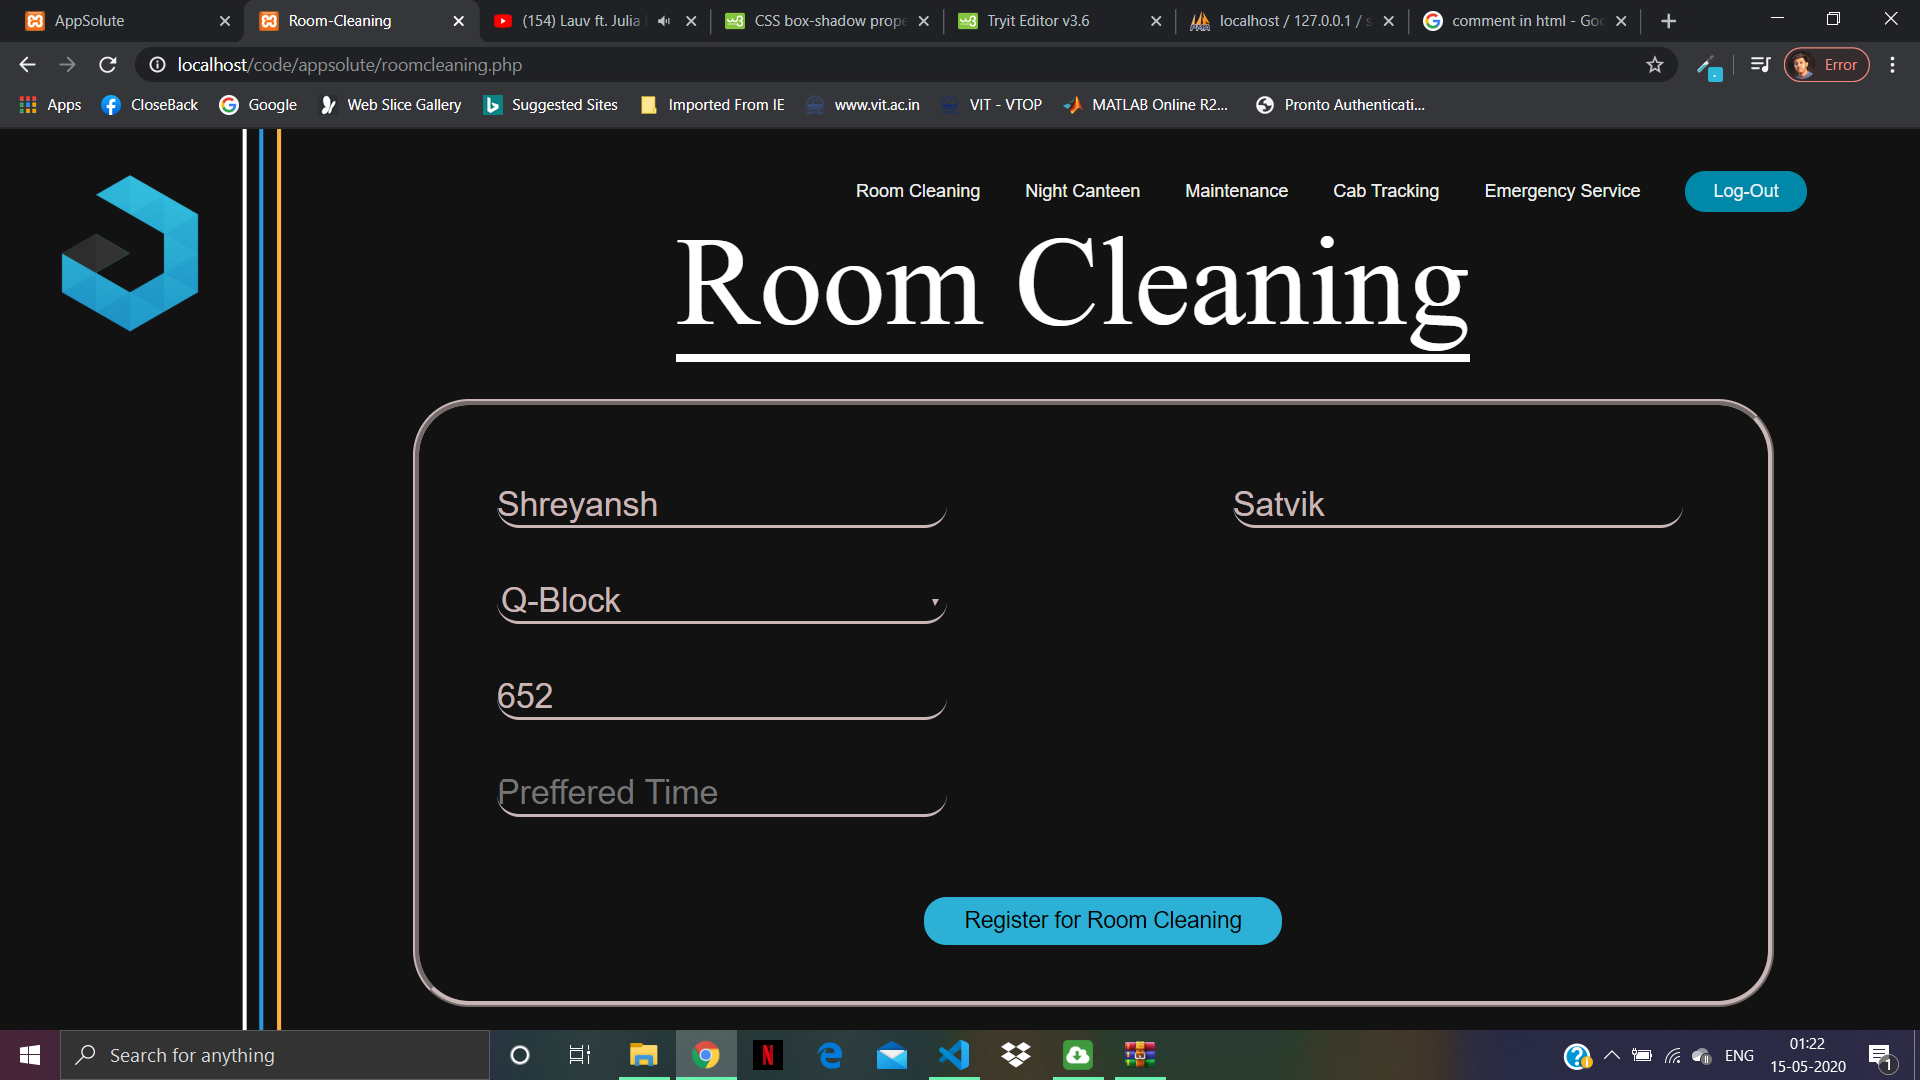 AppSolute
Room-Cleaning
(154) Lauv ft. Julia
CSS box-shadow prope
Tryit Editor v3.6
localhost / 127.0.0.1 / s
comment in html - Goo
localhost/code/appsolute/roomcleaning.php
Error
Apps
CloseBack
Google
Web Slice Gallery
Suggested Sites
Imported From IE
www.vit.ac.in
VIT - VTOP
MATLAB Online R2...
Pronto Authenticati...
Room Cleaning
Night Canteen
Maintenance
Cab Tracking
Emergency Service
Log-Out
Room Cleaning
Shreyansh
Satvik
Q-Block
652
Preffered Time
Register for Room Cleaning
Search for anything
ENG
01:22
15-05-2020
1